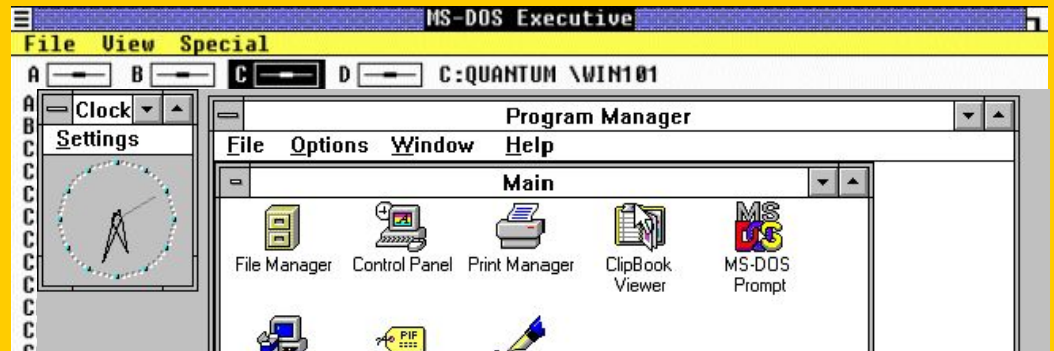 MS-DOS Executive
File View Special
A B C D C:QUANTUM \WIN101
A
B
C
C
C
C
C
C
C
C
C
Clock
Settings
Program Manager
File Options Window Help
Main
MS
DOS
File Manager Control Panel Print Manager ClipBook Viewer MS-DOS Prompt
PIF